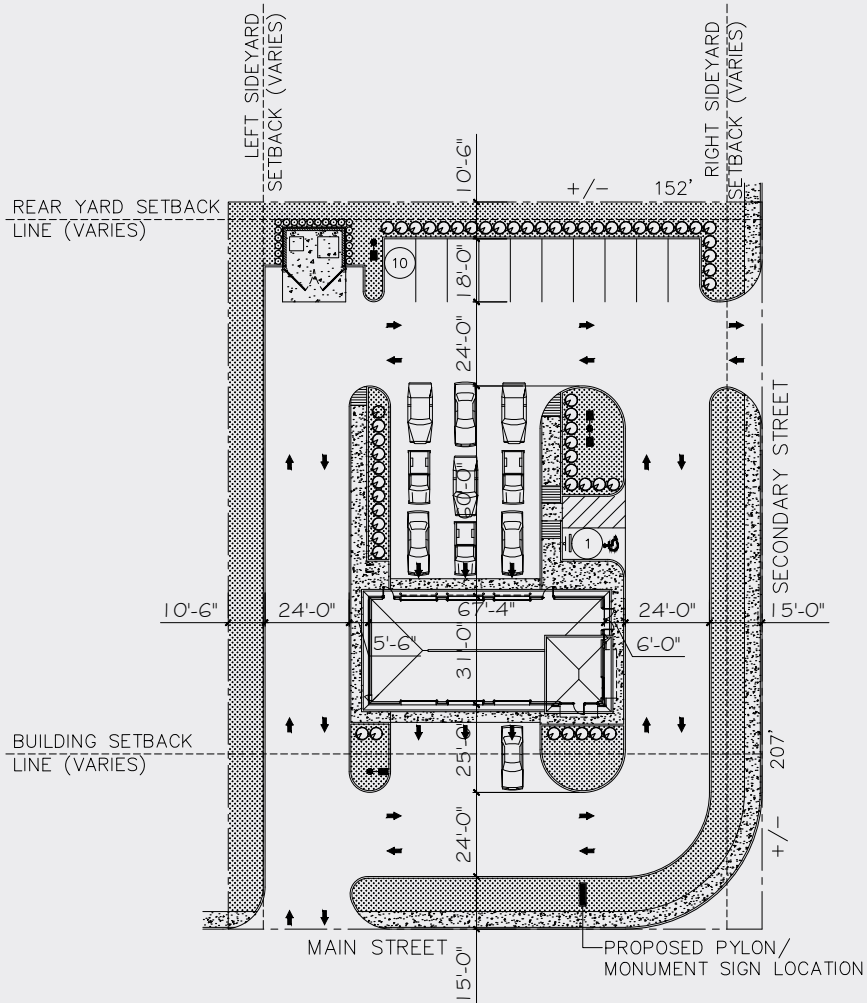 LEFT SIDEYARD
SETBACK (VARIES)
RIGHT SIDEYARD
SETBACK (VARIES)
10'-6"
+/- 152'
REAR YARD SETBACK
LINE (VARIES)
10
18'-0"
24'-0"
SECONDARY STREET
1
10'-6"
24'-0"
67'-4"
24'-0"
15'-0"
5'-6"
31'-0"
6'-0"
BUILDING SETBACK
LINE (VARIES)
25'-0"
207'
+/-
24'-0"
MAIN STREET
PROPOSED PYLON/
MONUMENT SIGN LOCATION
15'-0"